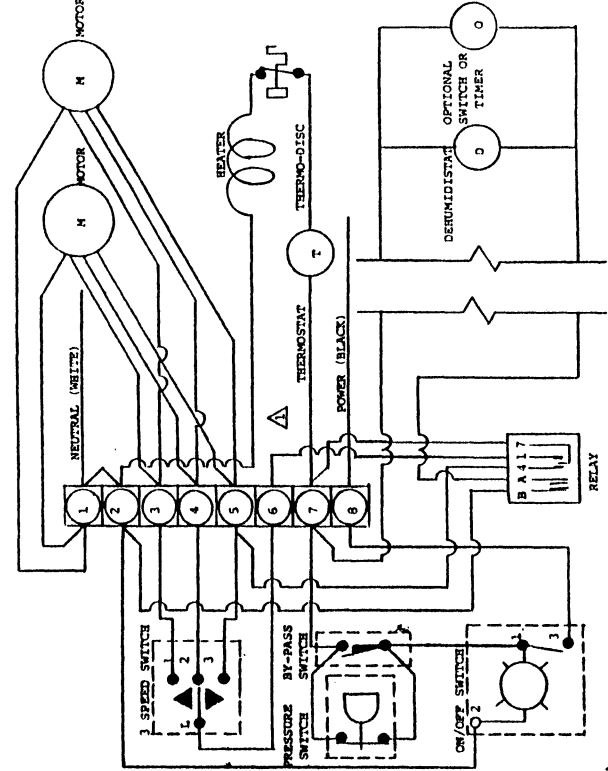 MOTOR
M
MOTOR
M
NEUTRAL (WHITE)
HEATER
THERMO-DISC
THERMOSTAT
T
POWER (BLACK)
DEHUMIDISTAT
D
OPTIONAL
SWITCH OR
TIMER
O
1
1
2
3
4
5
6
7
8
B A 4 1 7
RELAY
3 SPEED SWITCH
L
1
2
3
PRESSURE
SWITCH
BY-PASS
SWITCH
ON/OFF SWITCH
2
1
3